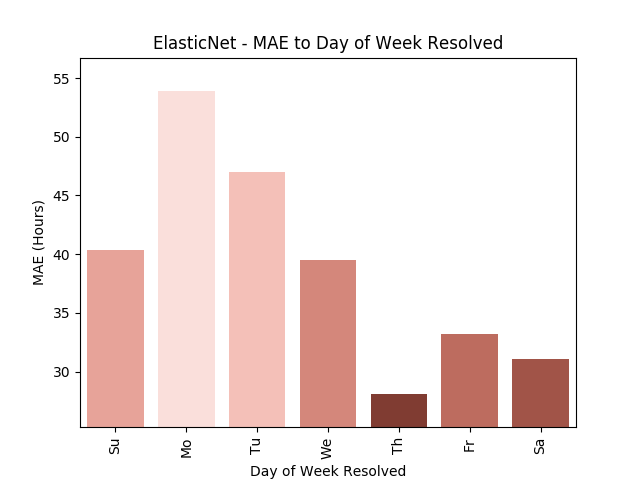 ElasticNet - MAE to Day of Week Resolved
55
50
45
40
35
30
MAE (Hours)
Su
Mo
Tu
We
Th
Fr
Sa
Day of Week Resolved